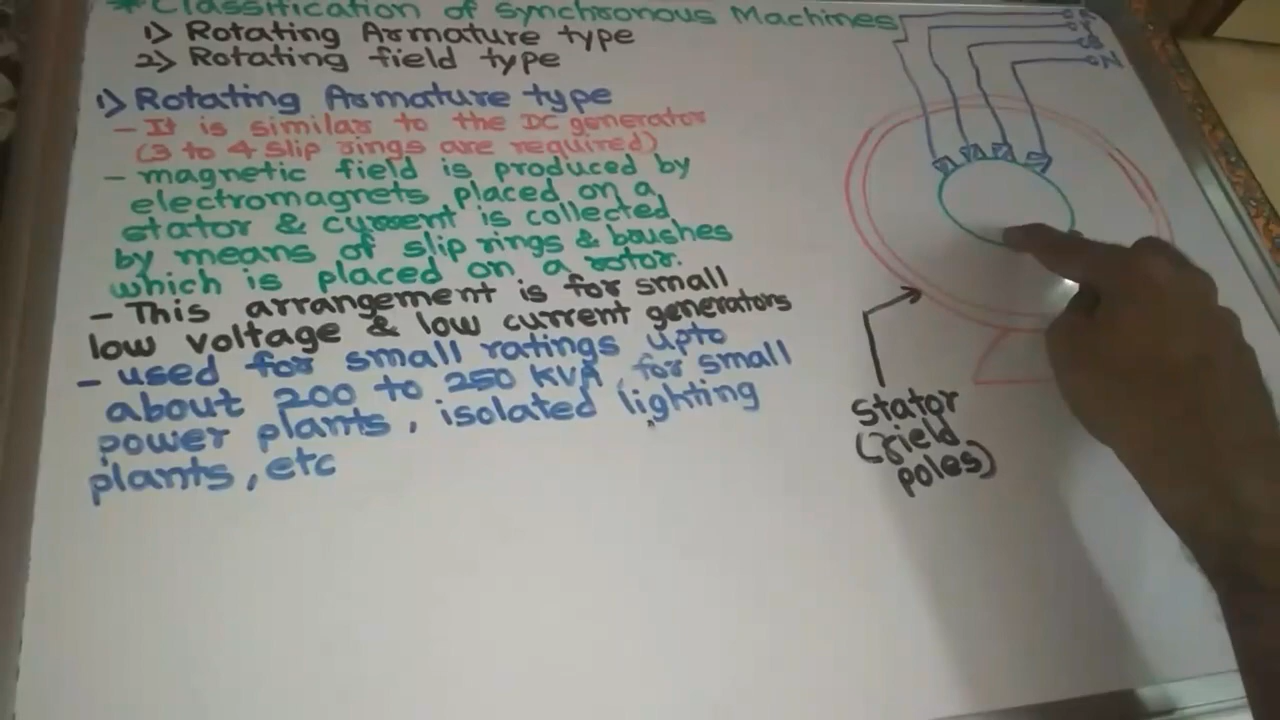 * Classification of Synchronous Machines
1) Rotating Armature type
2) Rotating field type
1) Rotating Armature type
- It is similar to the DC generator
(3 to 4 slip rings are required)
- magnetic field is produced by
electromagnets placed on a
stator & current is collected
by means of slip rings & boushes
which is placed on a rotor.
- This arrangement is for small
low voltage & low current generators
- used for small ratings upto
about 200 to 250 KVA, for small
power plants, isolated lighting
plants, etc
N
Stator
(field
poles)